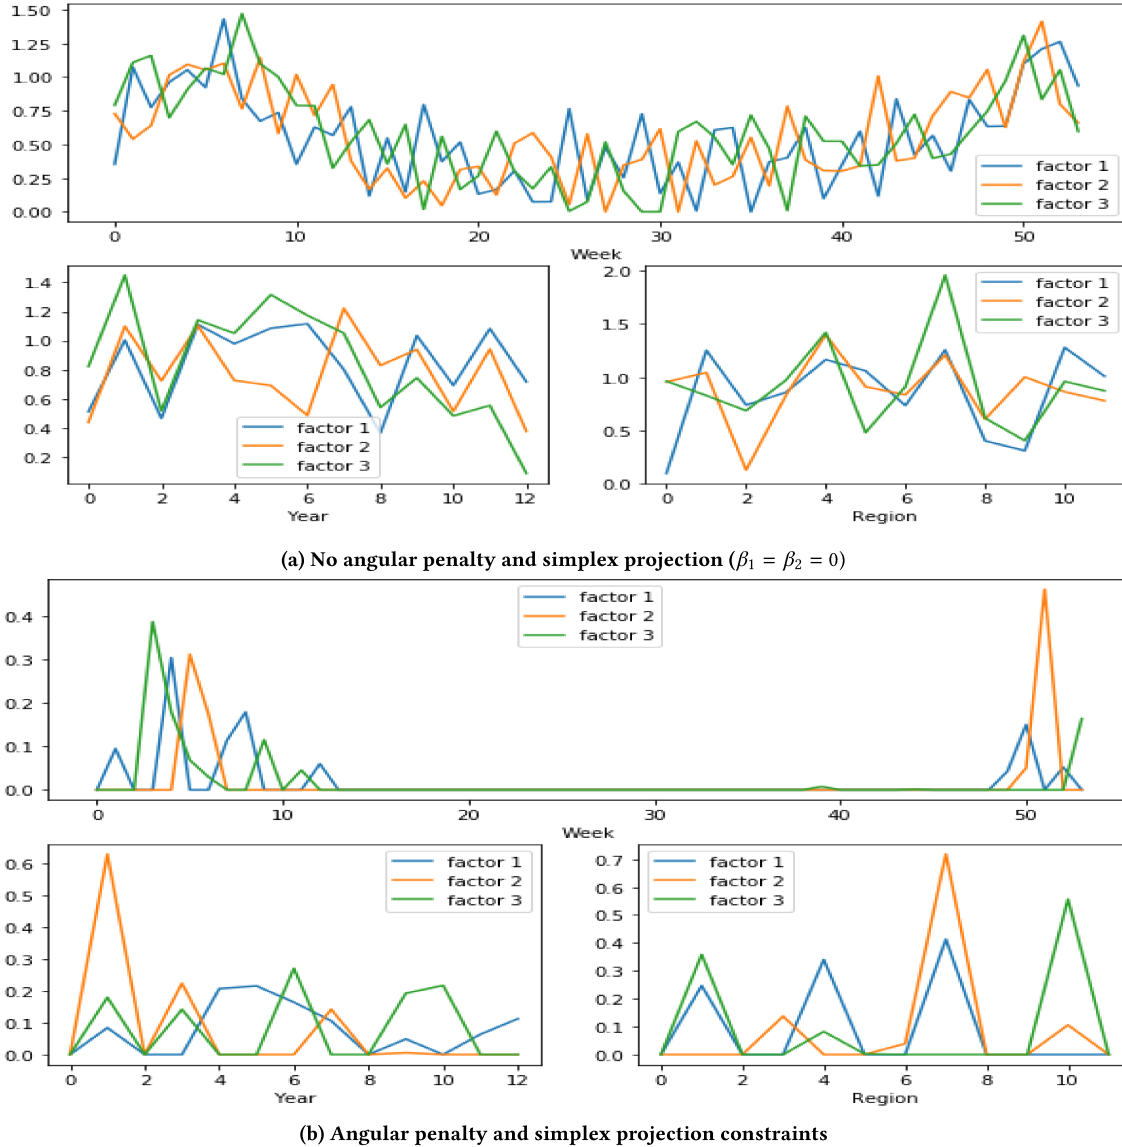 1.50
1.25
1.00
0.75
0.50
0.25
0.00
factor 1
factor 2
factor 3
0 10 20 30 40 50
Week
1.4
1.2
1.0
0.8
0.6
0.4
0.2
factor 1
factor 2
factor 3
0 2 4 6 8 10 12
Year
2.0
1.5
1.0
0.5
0.0
factor 1
factor 2
factor 3
0 2 4 6 8 10
Region
(a) No angular penalty and simplex projection (β₁ = β₂ = 0)
0.4
0.3
0.2
0.1
0.0
factor 1
factor 2
factor 3
0 10 20 30 40 50
Week
0.6
0.5
0.4
0.3
0.2
0.1
0.0
factor 1
factor 2
factor 3
0 2 4 6 8 10 12
Year
0.7
0.6
0.5
0.4
0.3
0.2
0.1
0.0
factor 1
factor 2
factor 3
0 2 4 6 8 10
Region
(b) Angular penalty and simplex projection constraints